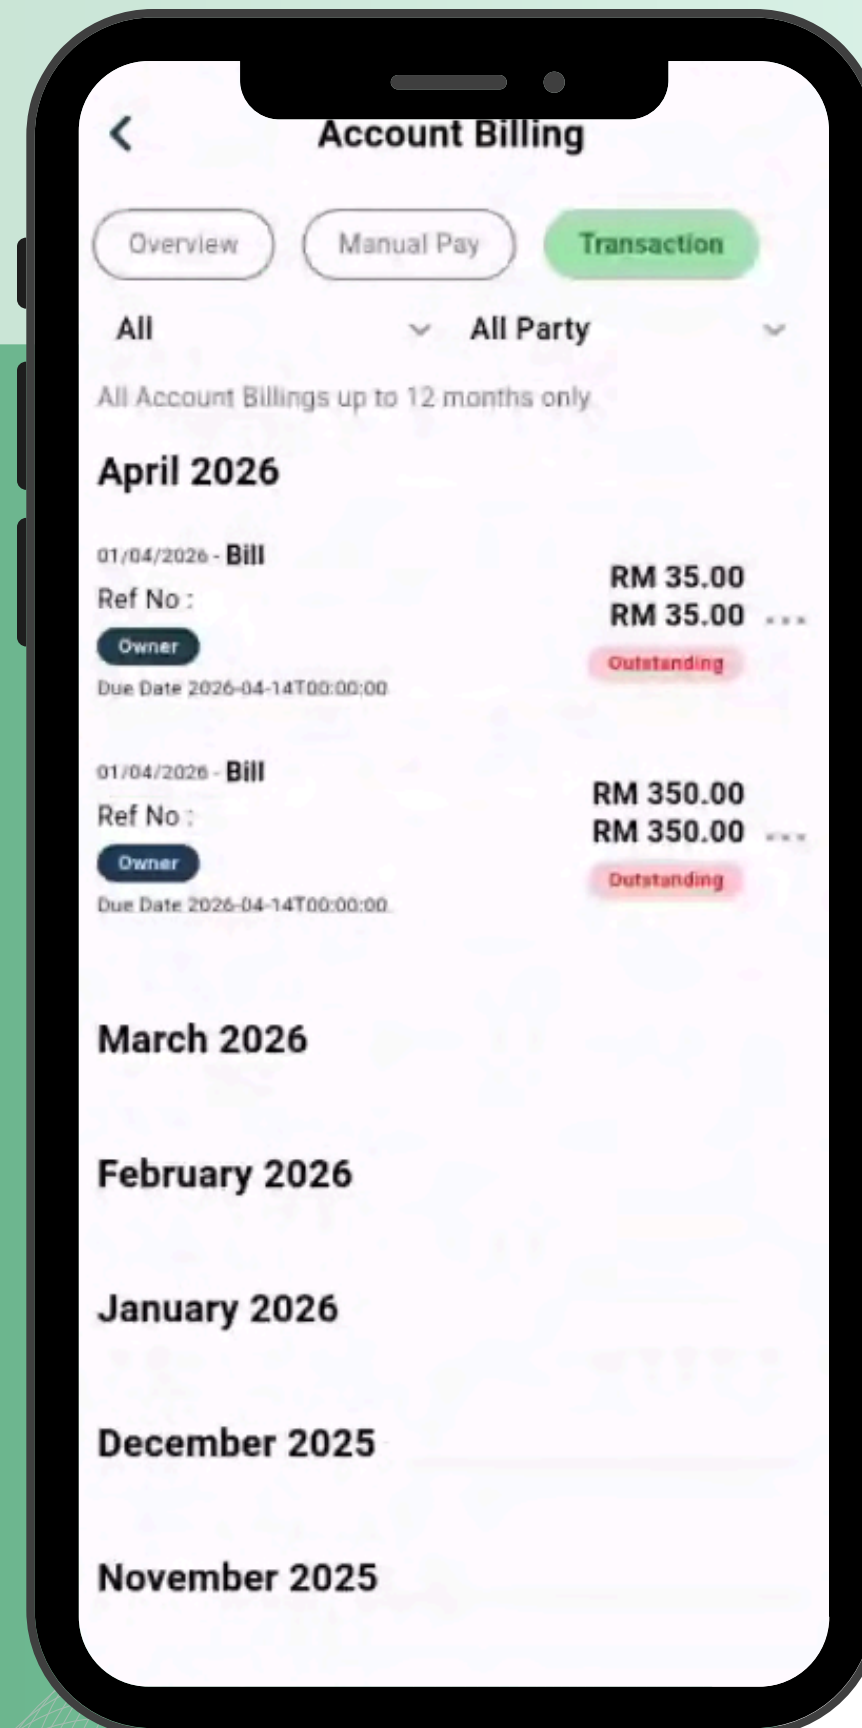 Account Billing
Overview
Manual Pay
Transaction
All
All Party
All Account Billings up to 12 months only
April 2026
01/04/2026 - Bill
RM 35.00
Ref No :
RM 35.00
Owner
Outstanding
Due Date 2026-04-14T00:00:00
01/04/2026 - Bill
RM 350.00
Ref No :
RM 350.00
Owner
Outstanding
Due Date 2026-04-14T00:00:00
March 2026
February 2026
January 2026
December 2025
November 2025